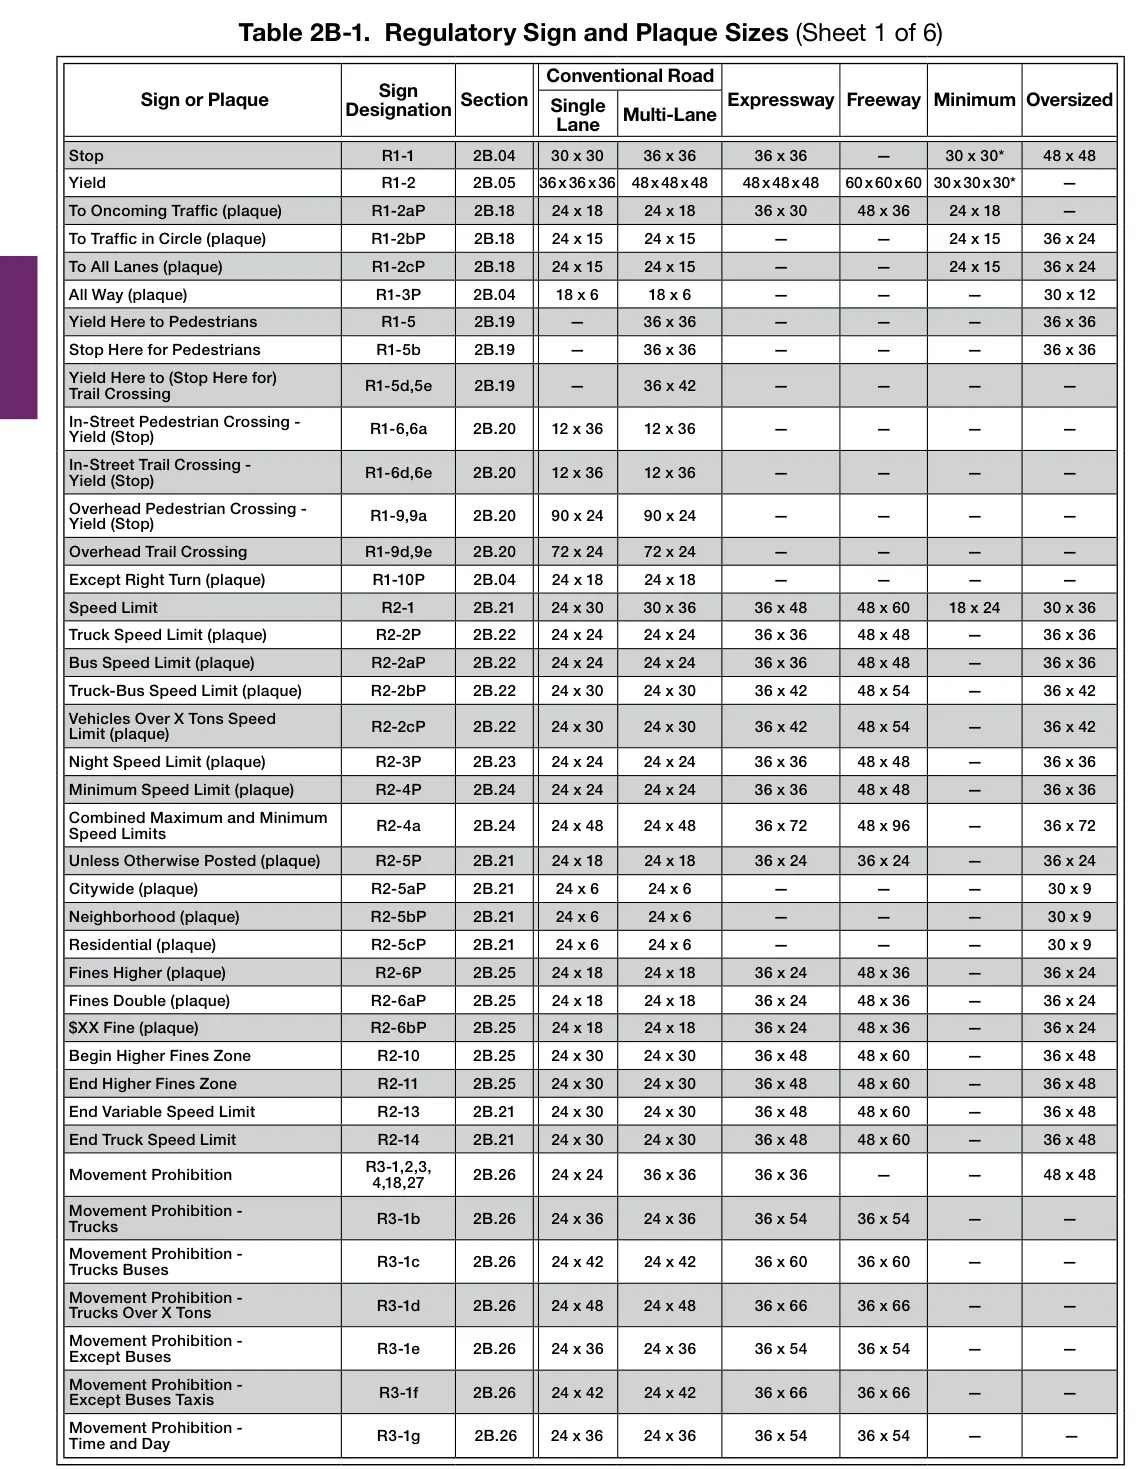 Table 2B-1. Regulatory Sign and Plaque Sizes (Sheet 1 of 6)
Sign or Plaque Sign Designation Section Conventional Road Single Lane Multi-Lane Expressway Freeway Minimum Oversized
Stop R1-1 2B.04 30 x 30 36 x 36 36 x 36 — 30 x 30* 48 x 48
Yield R1-2 2B.05 36 x 36 x 36 48 x 48 x 48 48 x 48 x 48 60 x 60 x 60 30 x 30 x 30* —
To Oncoming Traffic (plaque) R1-2aP 2B.18 24 x 18 24 x 18 36 x 30 48 x 36 24 x 18 —
To Traffic in Circle (plaque) R1-2bP 2B.18 24 x 15 24 x 15 — — 24 x 15 36 x 24
To All Lanes (plaque) R1-2cP 2B.18 24 x 15 24 x 15 — — 24 x 15 36 x 24
All Way (plaque) R1-3P 2B.04 18 x 6 18 x 6 — — — 30 x 12
Yield Here to Pedestrians R1-5 2B.19 — 36 x 36 — — — 36 x 36
Stop Here for Pedestrians R1-5b 2B.19 — 36 x 36 — — — 36 x 36
Yield Here to (Stop Here for)
Trail Crossing R1-5d,5e 2B.19 — 36 x 42 — — — —
In-Street Pedestrian Crossing -
Yield (Stop) R1-6,6a 2B.20 12 x 36 12 x 36 — — — —
In-Street Trail Crossing -
Yield (Stop) R1-6d,6e 2B.20 12 x 36 12 x 36 — — — —
Overhead Pedestrian Crossing -
Yield (Stop) R1-9,9a 2B.20 90 x 24 90 x 24 — — — —
Overhead Trail Crossing R1-9d,9e 2B.20 72 x 24 72 x 24 — — — —
Except Right Turn (plaque) R1-10P 2B.04 24 x 18 24 x 18 — — — —
Speed Limit R2-1 2B.21 24 x 30 30 x 36 36 x 48 48 x 60 18 x 24 30 x 36
Truck Speed Limit (plaque) R2-2P 2B.22 24 x 24 24 x 24 36 x 36 48 x 48 — 36 x 36
Bus Speed Limit (plaque) R2-2aP 2B.22 24 x 24 24 x 24 36 x 36 48 x 48 — 36 x 36
Truck-Bus Speed Limit (plaque) R2-2bP 2B.22 24 x 30 24 x 30 36 x 42 48 x 54 — 36 x 42
Vehicles Over X Tons Speed
Limit (plaque) R2-2cP 2B.22 24 x 30 24 x 30 36 x 42 48 x 54 — 36 x 42
Night Speed Limit (plaque) R2-3P 2B.23 24 x 24 24 x 24 36 x 36 48 x 48 — 36 x 36
Minimum Speed Limit (plaque) R2-4P 2B.24 24 x 24 24 x 24 36 x 36 48 x 48 — 36 x 36
Combined Maximum and Minimum
Speed Limits R2-4a 2B.24 24 x 48 24 x 48 36 x 72 48 x 96 — 36 x 72
Unless Otherwise Posted (plaque) R2-5P 2B.21 24 x 18 24 x 18 36 x 24 36 x 24 — 36 x 24
Citywide (plaque) R2-5aP 2B.21 24 x 6 24 x 6 — — — 30 x 9
Neighborhood (plaque) R2-5bP 2B.21 24 x 6 24 x 6 — — — 30 x 9
Residential (plaque) R2-5cP 2B.21 24 x 6 24 x 6 — — — 30 x 9
Fines Higher (plaque) R2-6P 2B.25 24 x 18 24 x 18 36 x 24 48 x 36 — 36 x 24
Fines Double (plaque) R2-6aP 2B.25 24 x 18 24 x 18 36 x 24 48 x 36 — 36 x 24
$XX Fine (plaque) R2-6bP 2B.25 24 x 18 24 x 18 36 x 24 48 x 36 — 36 x 24
Begin Higher Fines Zone R2-10 2B.25 24 x 30 24 x 30 36 x 48 48 x 60 — 36 x 48
End Higher Fines Zone R2-11 2B.25 24 x 30 24 x 30 36 x 48 48 x 60 — 36 x 48
End Variable Speed Limit R2-13 2B.21 24 x 30 24 x 30 36 x 48 48 x 60 — 36 x 48
End Truck Speed Limit R2-14 2B.21 24 x 30 24 x 30 36 x 48 48 x 60 — 36 x 48
Movement Prohibition R3-1,2,3, 4,18,27 2B.26 24 x 24 36 x 36 36 x 36 — — 48 x 48
Movement Prohibition -
Trucks R3-1b 2B.26 24 x 36 24 x 36 36 x 54 36 x 54 — —
Movement Prohibition -
Trucks Buses R3-1c 2B.26 24 x 42 24 x 42 36 x 60 36 x 60 — —
Movement Prohibition -
Trucks Over X Tons R3-1d 2B.26 24 x 48 24 x 48 36 x 66 36 x 66 — —
Movement Prohibition -
Except Buses R3-1e 2B.26 24 x 36 24 x 36 36 x 54 36 x 54 — —
Movement Prohibition -
Except Buses Taxis R3-1f 2B.26 24 x 42 24 x 42 36 x 66 36 x 66 — —
Movement Prohibition -
Time and Day R3-1g 2B.26 24 x 36 24 x 36 36 x 54 36 x 54 — —